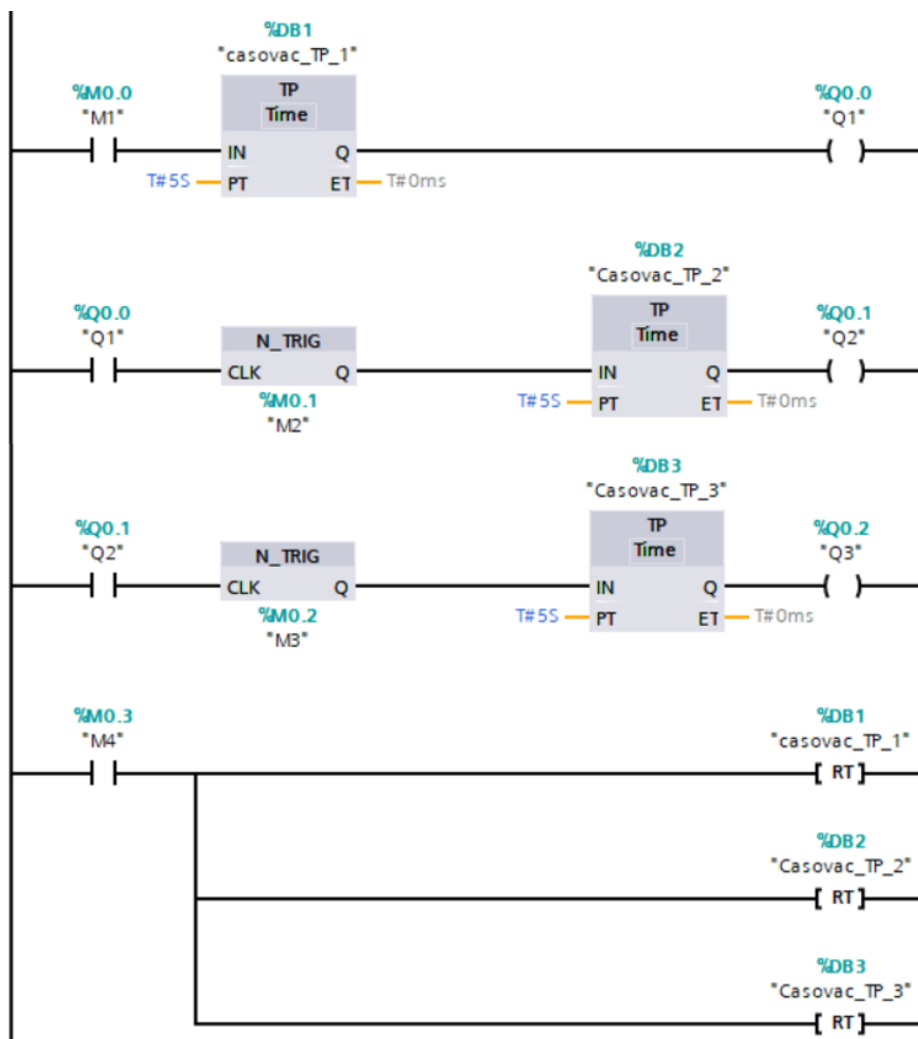 %DB1
"casovac_TP_1"
%M0.0
"M1"
TP
Time
%Q0.0
"Q1"
IN Q
T#5S PT ET T#0ms
%DB2
"Casovac_TP_2"
%Q0.0
"Q1"
N_TRIG
TP
Time
%Q0.1
"Q2"
CLK Q
IN Q
%M0.1
"M2"
T#5S PT ET T#0ms
%DB3
"Casovac_TP_3"
%Q0.1
"Q2"
N_TRIG
TP
Time
%Q0.2
"Q3"
CLK Q
IN Q
%M0.2
"M3"
T#5S PT ET T#0ms
%M0.3
"M4"
%DB1
"casovac_TP_1"
RT
%DB2
"Casovac_TP_2"
RT
%DB3
"Casovac_TP_3"
RT